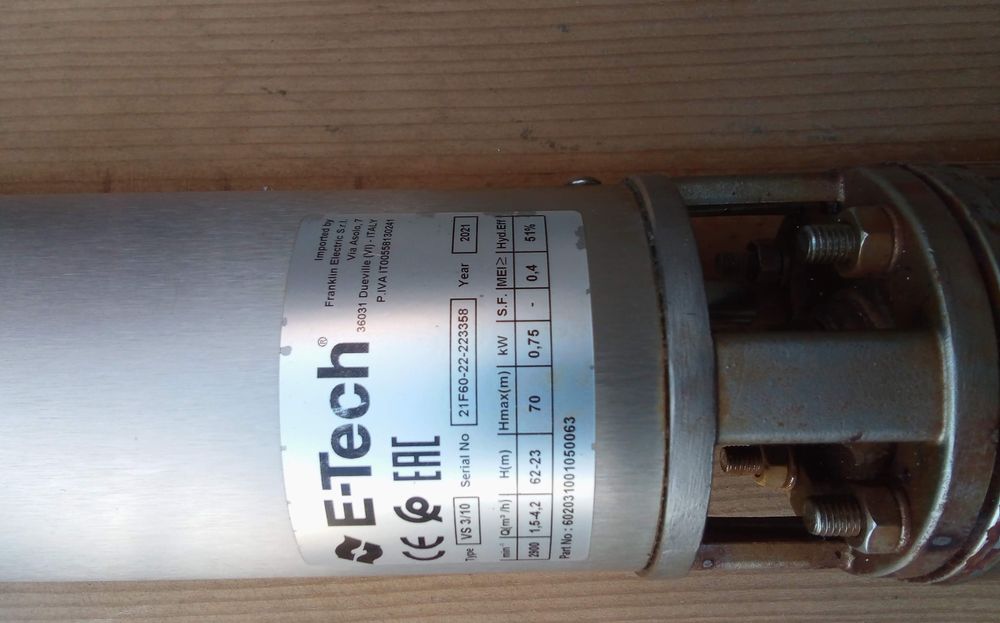 E-Tech®
Imported by
Franklin Electric S.r.l.
Via Asolo, 7
36031 Dueville (VI) - ITALY
P.IVA IT00558130241
CE EAC
Type VS 3/10 Serial No 21F60-22-223358 Year 2021
min⁻¹ Q(m³/h) H(m) Hmax(m) kW S.F. MEI≥ Hyd.Eff
2900 1,5-4,2 62-23 70 0,75 - 0,4 51%
Part No : 602031001050063